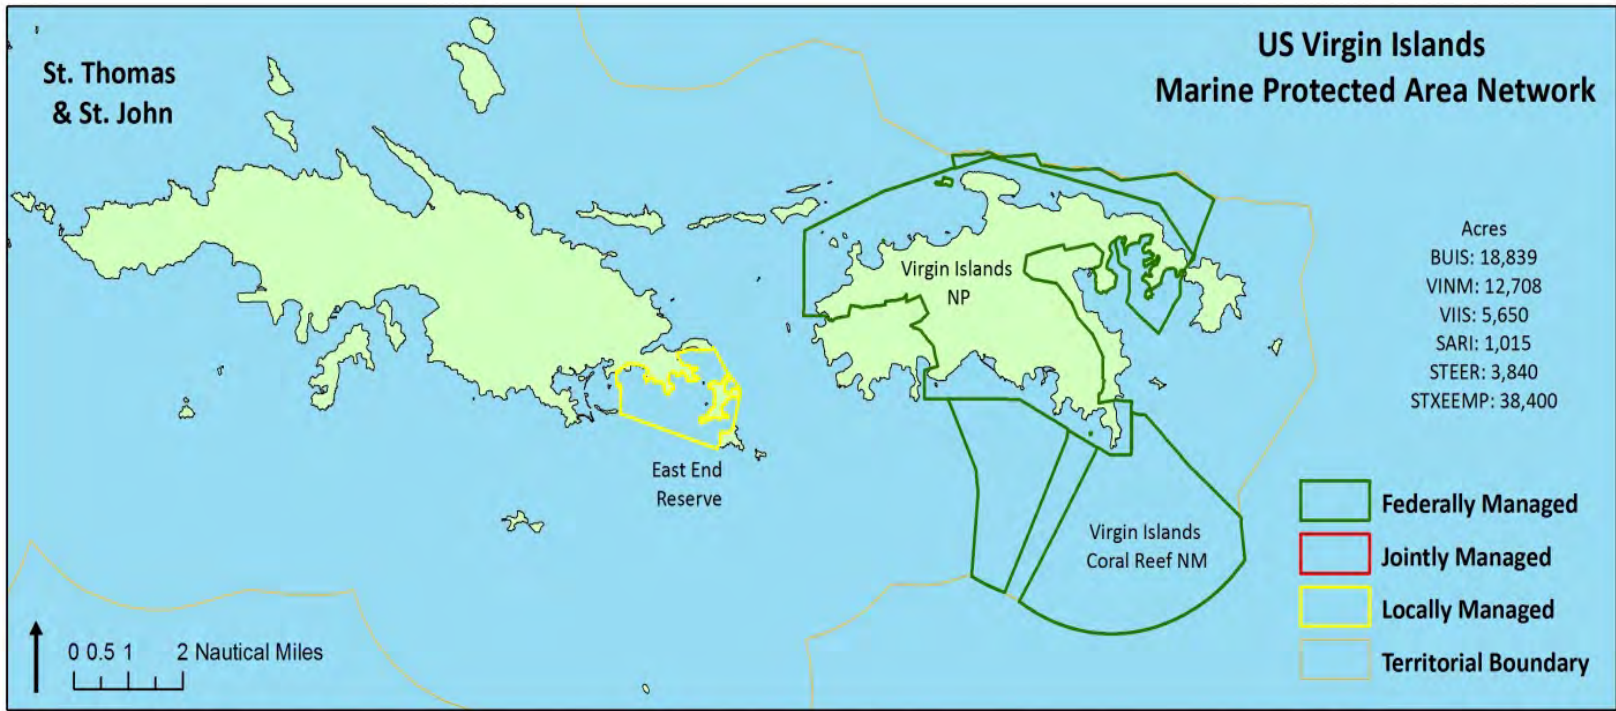 St. Thomas
& St. John
US Virgin Islands
Marine Protected Area Network
Acres
BUIS: 18,839
VINM: 12,708
VIIS: 5,650
SARI: 1,015
STEER: 3,840
STXEEMP: 38,400
Virgin Islands
NP
East End
Reserve
Virgin Islands
Coral Reef NM
Federally Managed
Jointly Managed
Locally Managed
Territorial Boundary
0 0.5 1 2 Nautical Miles